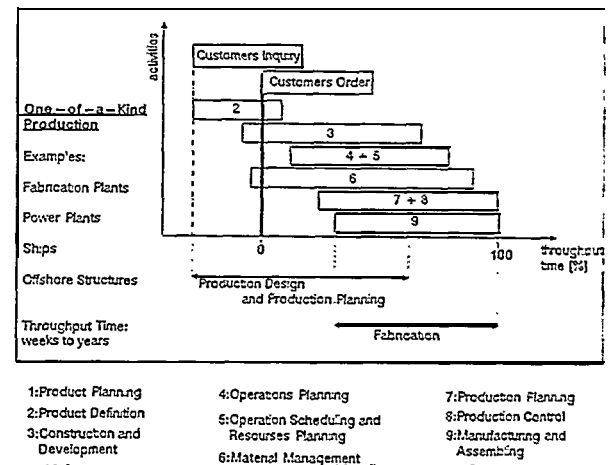 activities
Customers Inquiry
Customers Order
One-of-a-Kind
Production
2
3
Examples:
4 + 5
6
Fabrication Plants
7 + 8
Power Plants
9
Ships
0
100
throughout
time [%]
Offshore Structures
Production Design
and Production Planning
Throughput Time:
weeks to years
Fabrication
1:Product Planning
2:Product Definition
3:Construction and
Development
4:Operations Planning
5:Operation Scheduling and
Resourses Planning
6:Material Management
7:Production Planning
8:Production Control
9:Manufacturing and
Assembling